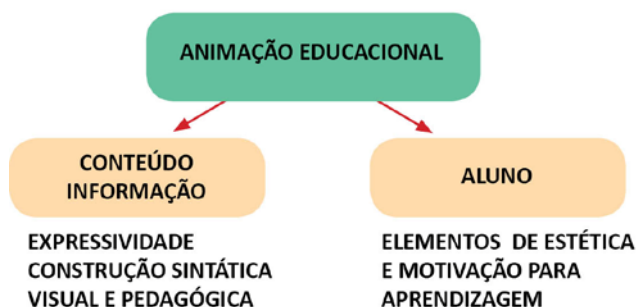 ANIMAÇÃO EDUCACIONAL
CONTEÚDO
INFORMAÇÃO
ALUNO
EXPRESSIVIDADE
CONSTRUÇÃO SINTÁTICA
VISUAL E PEDAGÓGICA
ELEMENTOS DE ESTÉTICA
E MOTIVAÇÃO PARA
APRENDIZAGEM